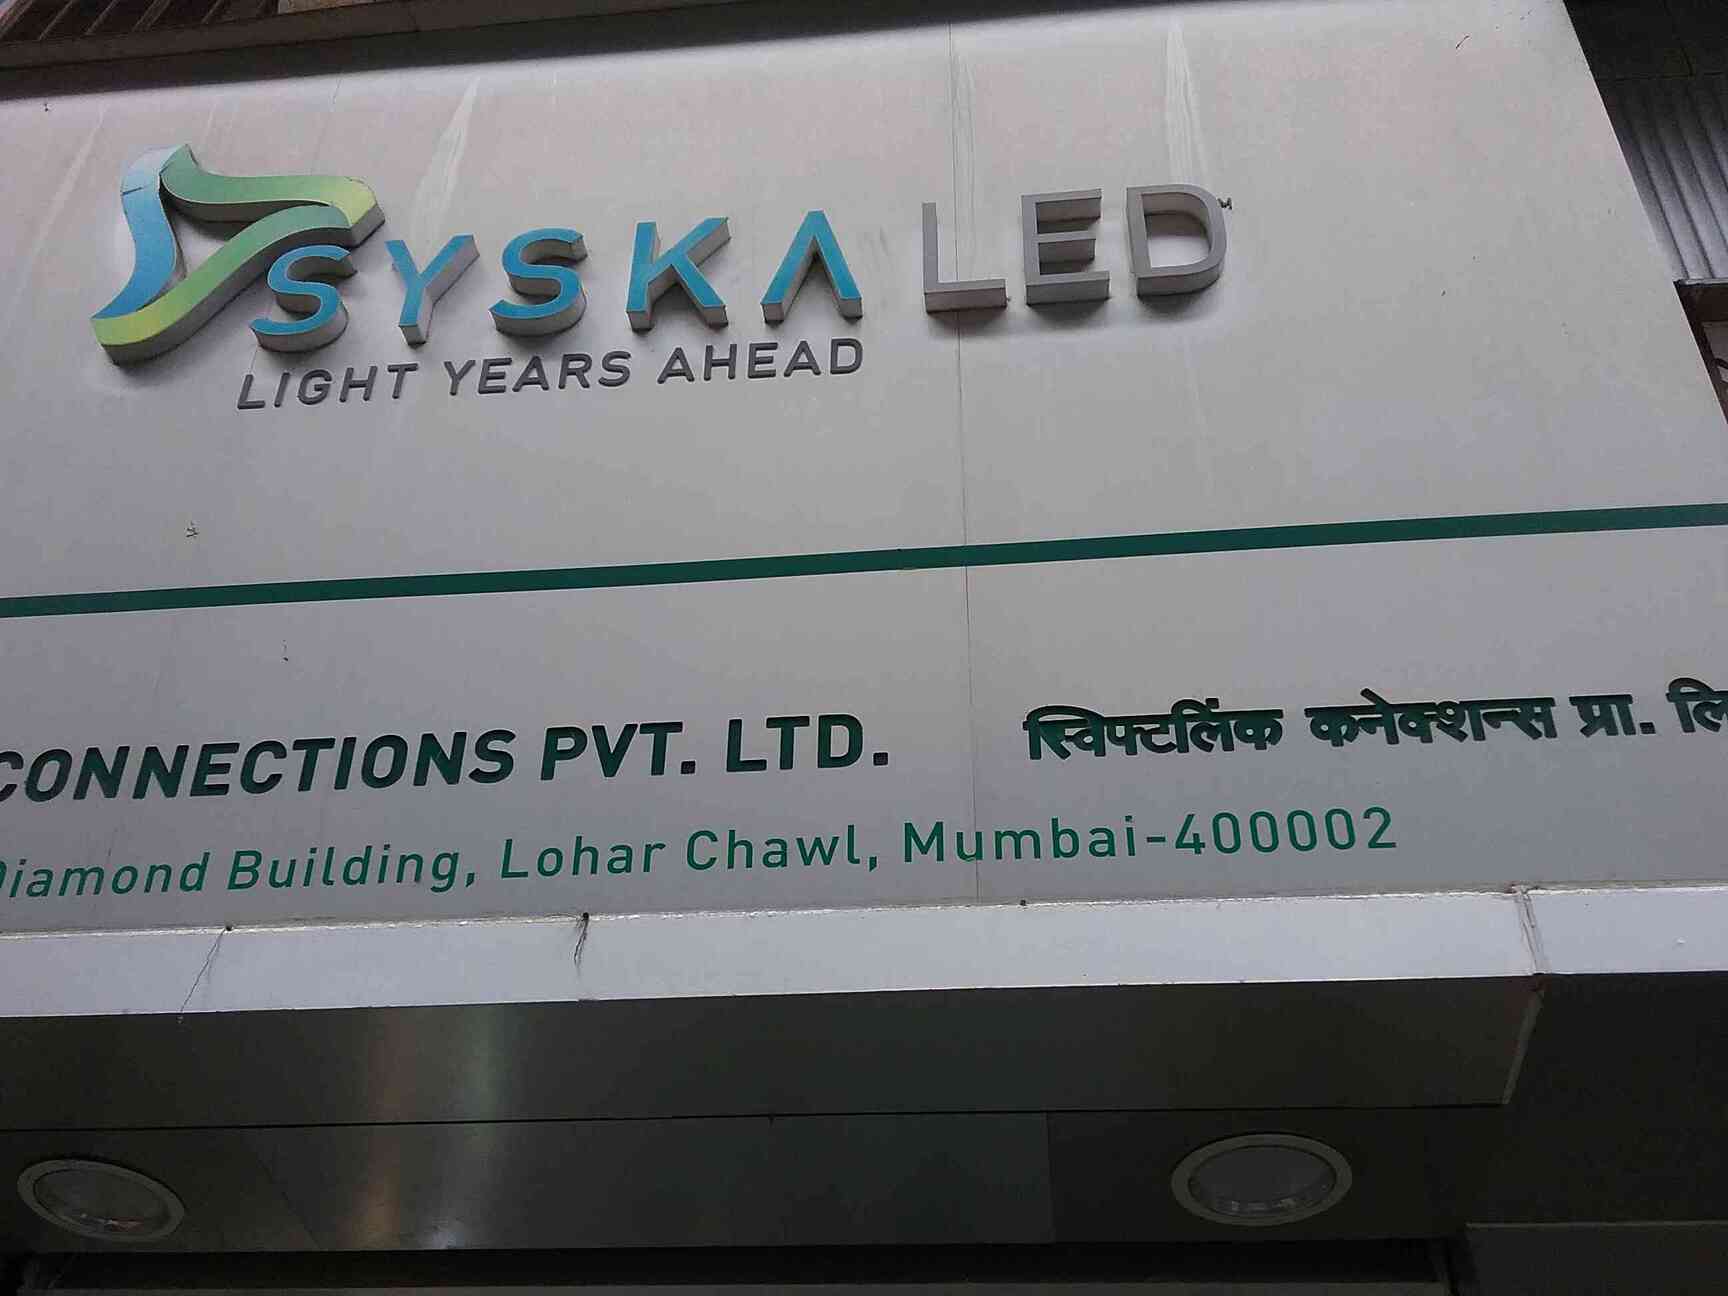 SYSKA LED
LIGHT YEARS AHEAD
CONNECTIONS PVT. LTD.
स्विफ्टलिंक कनेक्शन्स प्रा. लि
Diamond Building, Lohar Chawl, Mumbai-400002